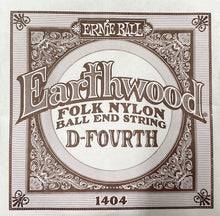 ERNIE BALL
Earthwood
FOLK NYLON
BALL END STRING
D-FOURTH
1404